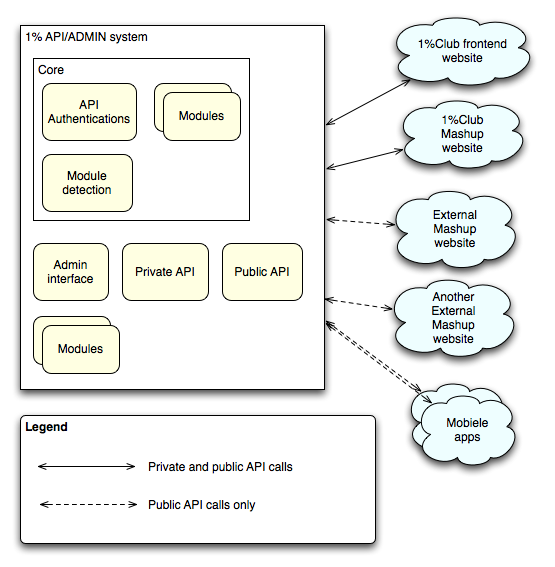 1% API/ADMIN system
Core
API
Authentications
Modules
Module
detection
Admin
interface
Private API
Public API
Modules
1%Club frontend
website
1%Club
Mashup
website
External
Mashup
website
Another
External
Mashup
website
Mobiele
apps
Legend
Private and public API calls
Public API calls only